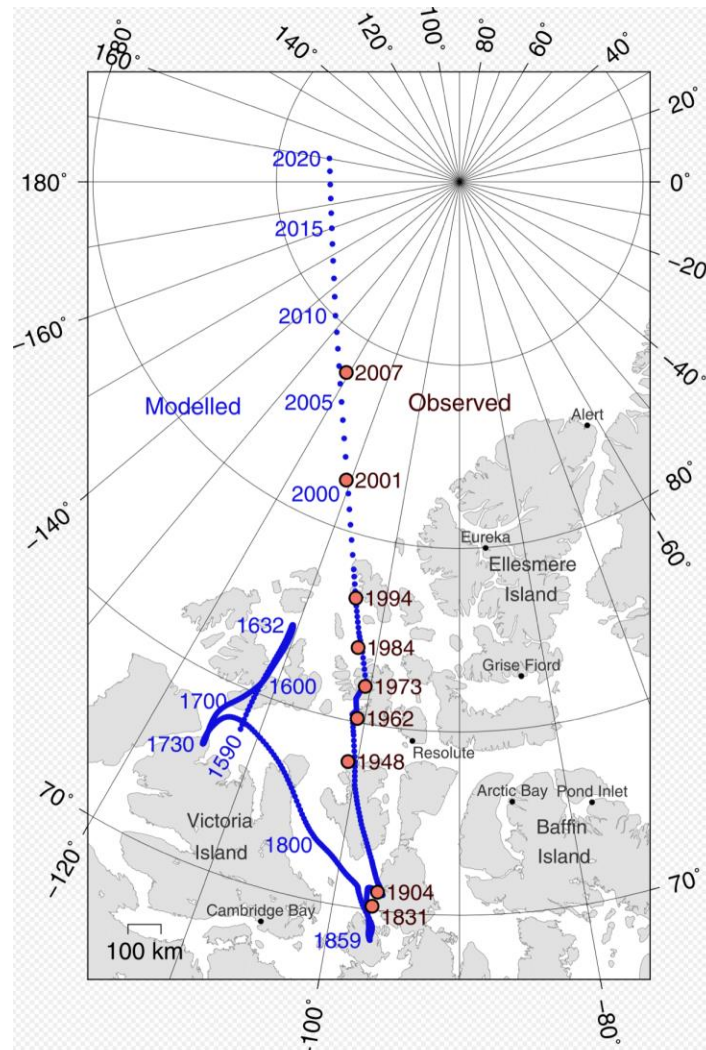 180˚
160˚
140˚
120˚
100˚
80˚
60˚
40˚
20˚
2020
180˚
0˚
2015
−20˚
−160˚
2010
2007
−40˚
Modelled
2005
Observed
Alert
2000
2001
80˚
−140˚
−60˚
Eureka
Ellesmere
Island
1994
1632
1984
Grise Fiord
1600
1973
1700
1962
1730
1590
Resolute
1948
70˚
Arctic Bay
Pond Inlet
Victoria
Island
1800
Baffin
Island
−120˚
1904
70˚
Cambridge Bay
1831
1859
100 km
−100˚
−80˚